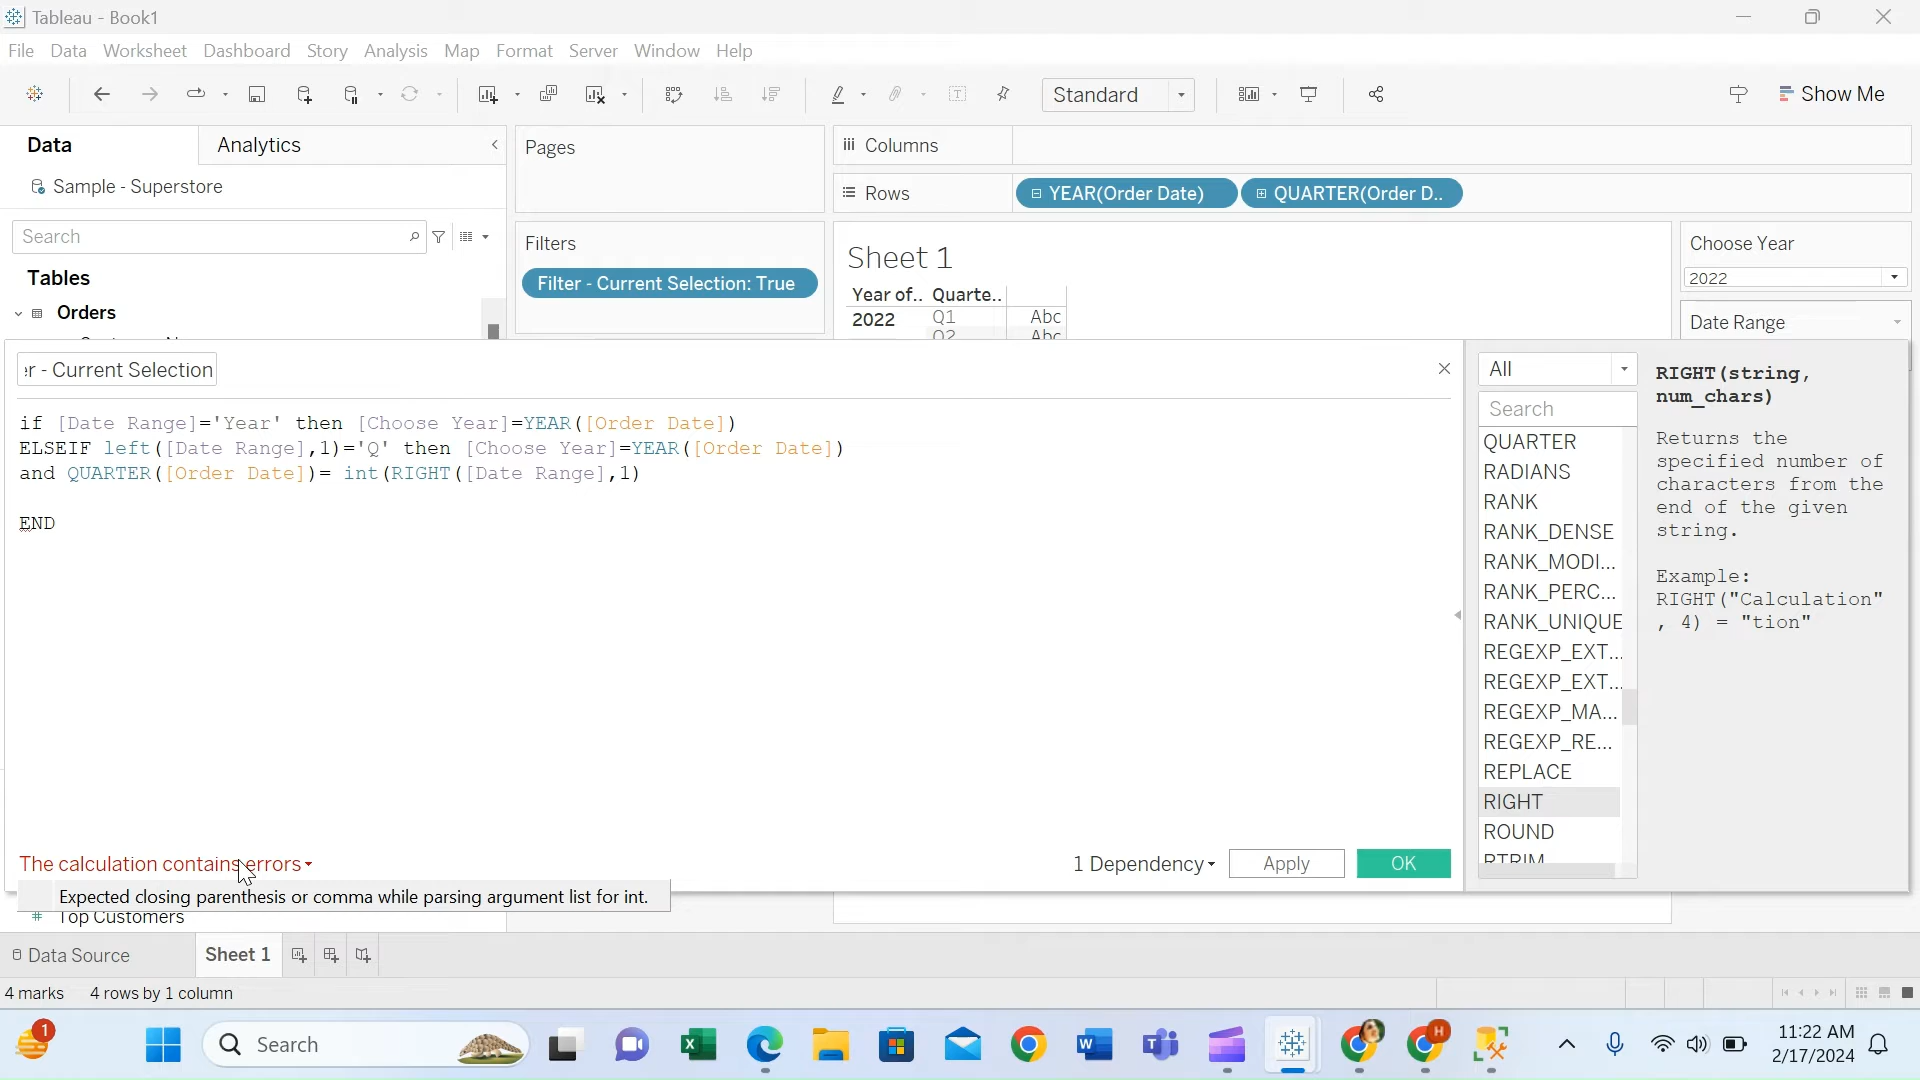 Tableau - Book1
File Data Worksheet Dashboard Story Analysis Map Format Server Window Help
Standard
Show Me
Data
Analytics
Pages
Columns
Sample - Superstore
Rows
YEAR(Order Date)
QUARTER(Order D..
Search
Filters
Sheet 1
Choose Year
Tables
Filter - Current Selection: True
2022
Year of.. Quarte..
Orders
2022
Q1
Abc
Date Range
- Current Selection
All
RIGHT(string,
num_chars)
Search
if [Date Range]='Year' then [Choose Year]=YEAR([Order Date])
ELSEIF left([Date Range],1)='Q' then [Choose Year]=YEAR([Order Date])
and QUARTER([Order Date])= int(RIGHT([Date Range],1)
END
QUARTER
RADIANS
RANK
RANK_DENSE
RANK_MODI...
RANK_PERC...
RANK_UNIQUE
REGEXP_EXT...
REGEXP_EXT...
REGEXP_MA...
REGEXP_RE...
REPLACE
RIGHT
ROUND
RTRIM
Returns the
specified number of
characters from the
end of the given
string.
Example:
RIGHT("Calculation"
, 4) = "tion"
The calculation contains errors
1 Dependency
Apply
OK
Expected closing parenthesis or comma while parsing argument list for int.
Top Customers
Data Source
Sheet 1
4 marks
4 rows by 1 column
1
Search
H
11:22 AM
2/17/2024